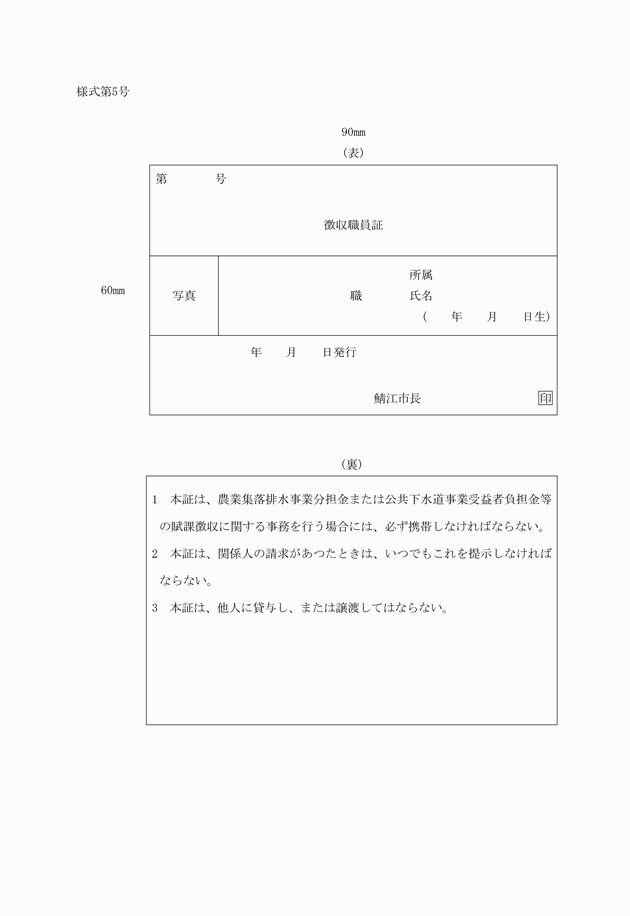 様式第5号
90mm
(表)
第　　　　号
徴収職員証
60mm
写真
所属
職　　　　氏名
(　　年　　月　　日生)
年　　月　　日発行
鯖江市長　　　　　　　　　　印
(裏)
1　本証は、農業集落排水事業分担金または公共下水道事業受益者負担金等
の賦課徴収に関する事務を行う場合には、必ず携帯しなければならない。
2　本証は、関係人の請求があつたときは、いつでもこれを提示しなければ
ならない。
3　本証は、他人に貸与し、または譲渡してはならない。